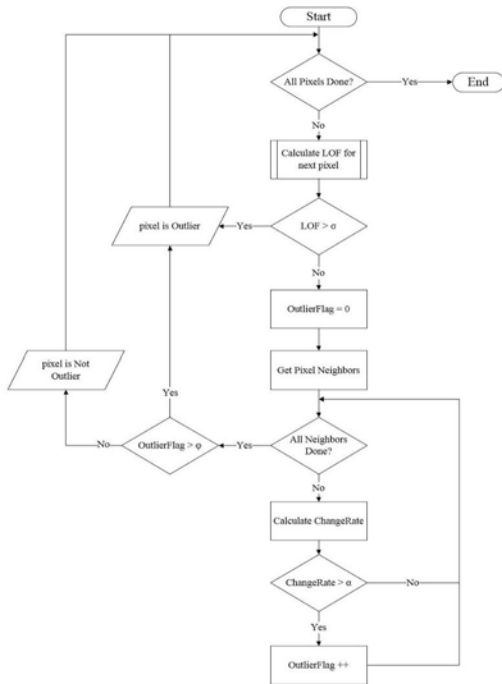 Start
All Pixels Done?
Yes
End
No
Calculate LOF for
next pixel
pixel is Outlier
Yes
LOF > σ
No
OutlierFlag = 0
pixel is Not
Outlier
Get Pixel Neighbors
Yes
No
OutlierFlag > φ
Yes
All Neighbors
Done?
No
Calculate ChangeRate
ChangeRate > α
No
Yes
OutlierFlag ++